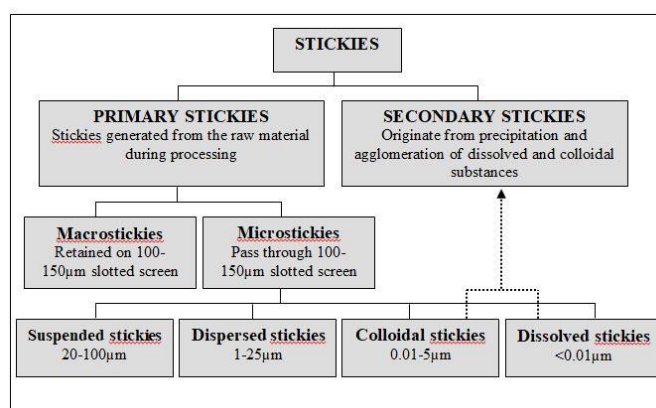 STICKIES
PRIMARY STICKIES
Stickies generated from the raw material
during processing
SECONDARY STICKIES
Originate from precipitation and
agglomeration of dissolved and colloidal
substances
Macrostickies
Retained on 100-
150µm slotted screen
Microstickies
Pass through 100-
150µm slotted screen
Suspended stickies
20-100µm
Dispersed stickies
1-25µm
Colloidal stickies
0.01-5µm
Dissolved stickies
<0.01µm